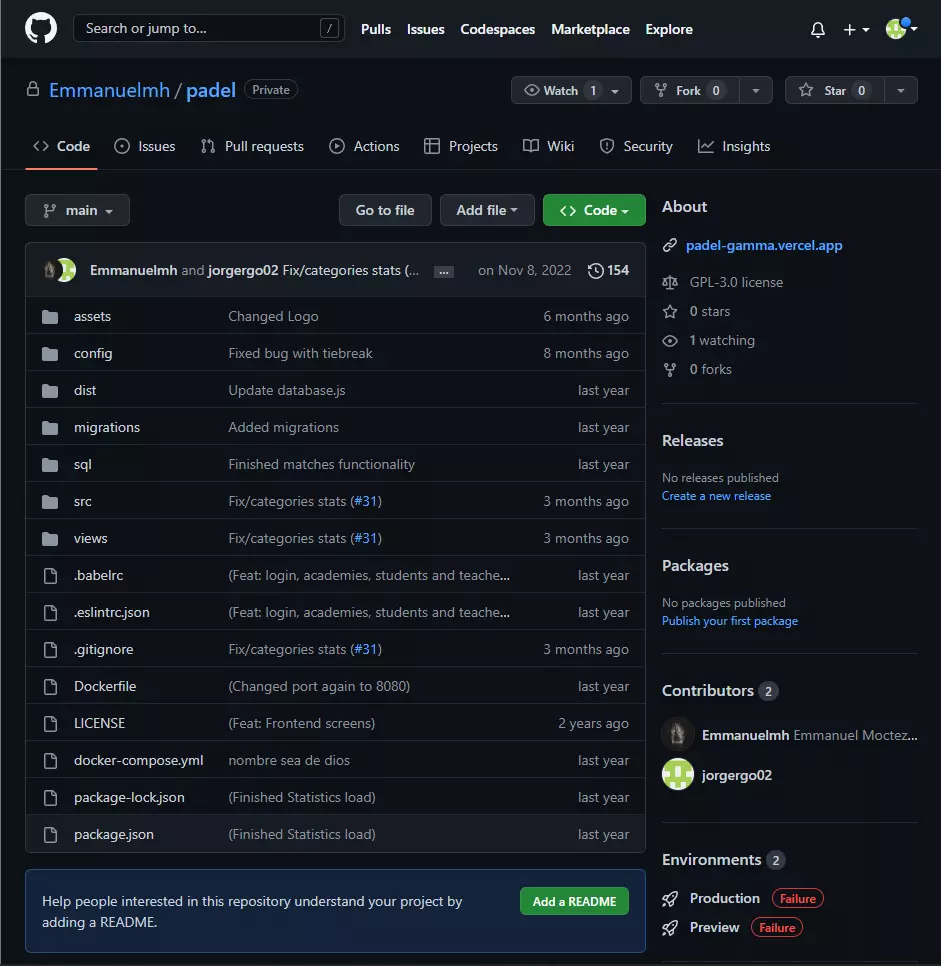 Search or jump to... /
Pulls Issues Codespaces Marketplace Explore
Emmanuelmh / padel Private
Watch 1 Fork 0 Star 0
Code Issues Pull requests Actions Projects Wiki Security Insights
main Go to file Add file Code
Emmanuelmh and jorgergo02 Fix/categories stats (... ... on Nov 8, 2022 154
assets Changed Logo 6 months ago
config Fixed bug with tiebreak 8 months ago
dist Update database.js last year
migrations Added migrations last year
sql Finished matches functionality last year
src Fix/categories stats (#31) 3 months ago
views Fix/categories stats (#31) 3 months ago
.babelrc (Feat: login, academies, students and teache... last year
.eslintrc.json (Feat: login, academies, students and teache... last year
.gitignore Fix/categories stats (#31) 3 months ago
Dockerfile (Changed port again to 8080) last year
LICENSE (Feat: Frontend screens) 2 years ago
docker-compose.yml nombre sea de dios last year
package-lock.json (Finished Statistics load) last year
package.json (Finished Statistics load) last year
Help people interested in this repository understand your project by
adding a README.
Add a README
About
padel-gamma.vercel.app
GPL-3.0 license
0 stars
1 watching
0 forks
Releases
No releases published
Create a new release
Packages
No packages published
Publish your first package
Contributors 2
Emmanuelmh Emmanuel Moctez...
jorgergo02
Environments 2
Production Failure
Preview Failure